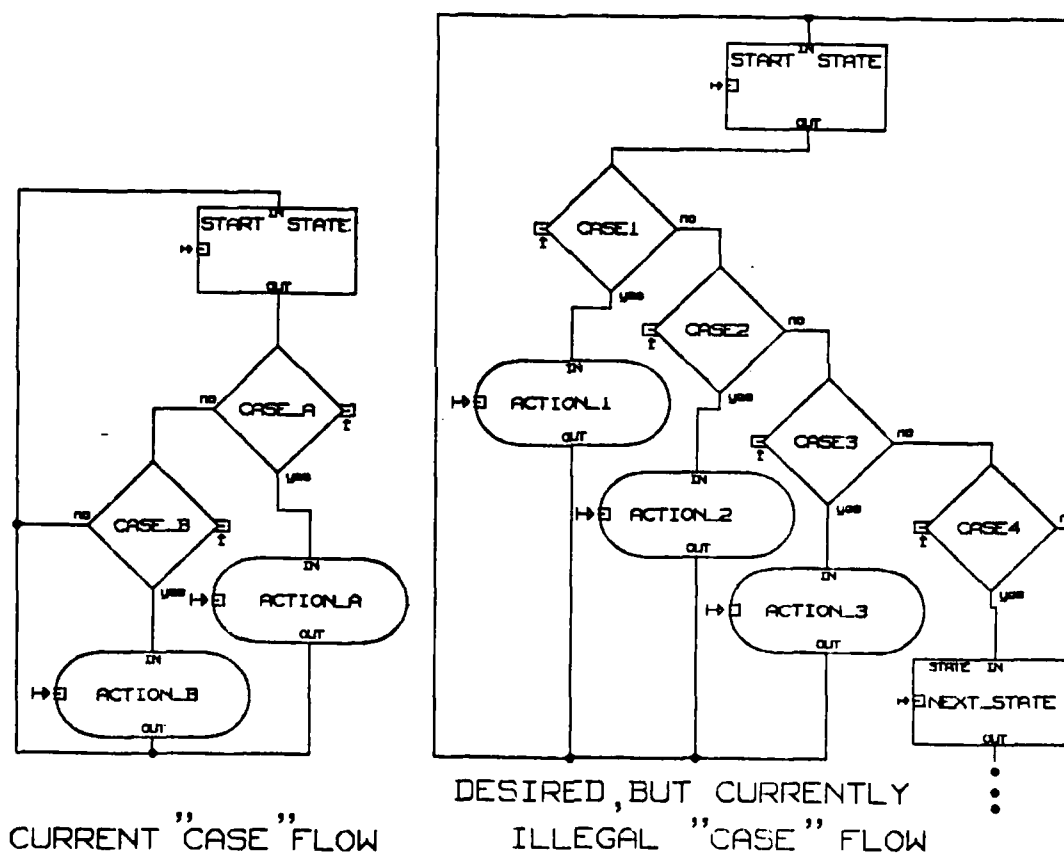 IN
START STATE
OUT
no
CASE_A
yes
no
CASE_B
yes
IN
ACTION_A
OUT
IN
ACTION_B
OUT
CURRENT "CASE" FLOW
IN
START STATE
OUT
CASE1
no
yes
CASE2
no
yes
IN
ACTION_1
OUT
CASE3
no
yes
IN
ACTION_2
OUT
CASE4
yes
IN
ACTION_3
OUT
STATE IN
NEXT_STATE
OUT
DESIRED, BUT CURRENTLY
ILLEGAL "CASE" FLOW